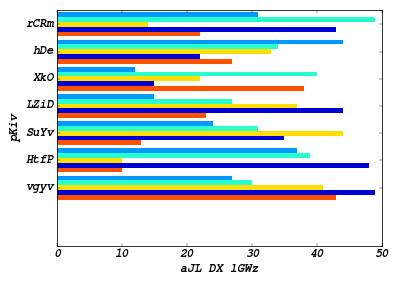 rCRm
hDe
XkO
LZiD
SuYv
HtfP
vgyv
pKiv
0 10 20 30 40 50
aJL DX lGWz